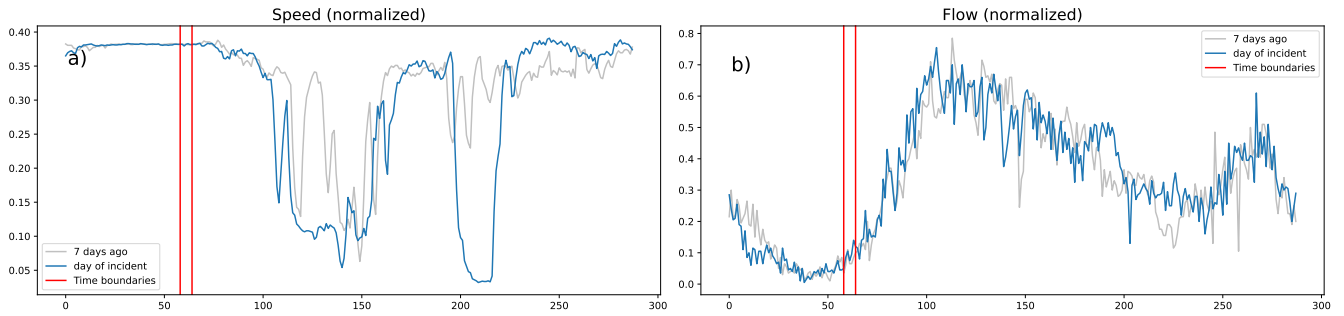 Speed (normalized)
0.40
0.35
0.30
0.25
0.20
0.15
0.10
0.05
a)
7 days ago
day of incident
Time boundaries
0 50 100 150 200 250 300
Flow (normalized)
0.8
0.7
0.6
0.5
0.4
0.3
0.2
0.1
0.0
b)
7 days ago
day of incident
Time boundaries
0 50 100 150 200 250 300